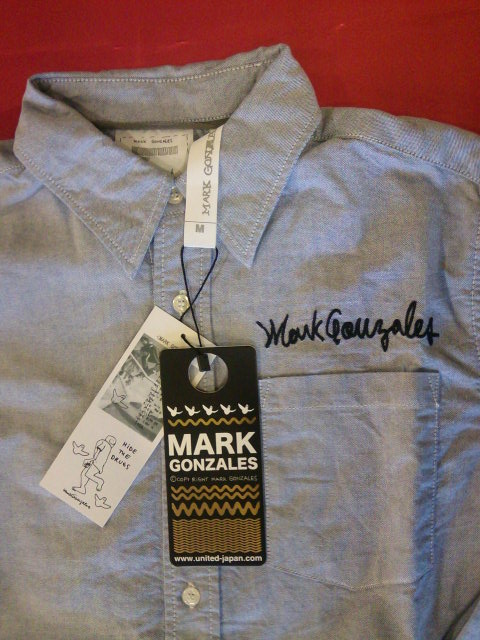 MARK GONZALES
MARK GONZALES
M
Mark Gonzales
HIDE
THE
DRUGS
markGonzales
MARK
GONZALES
©COPY RIGHT MARK GONZALES
www.united-japan.com